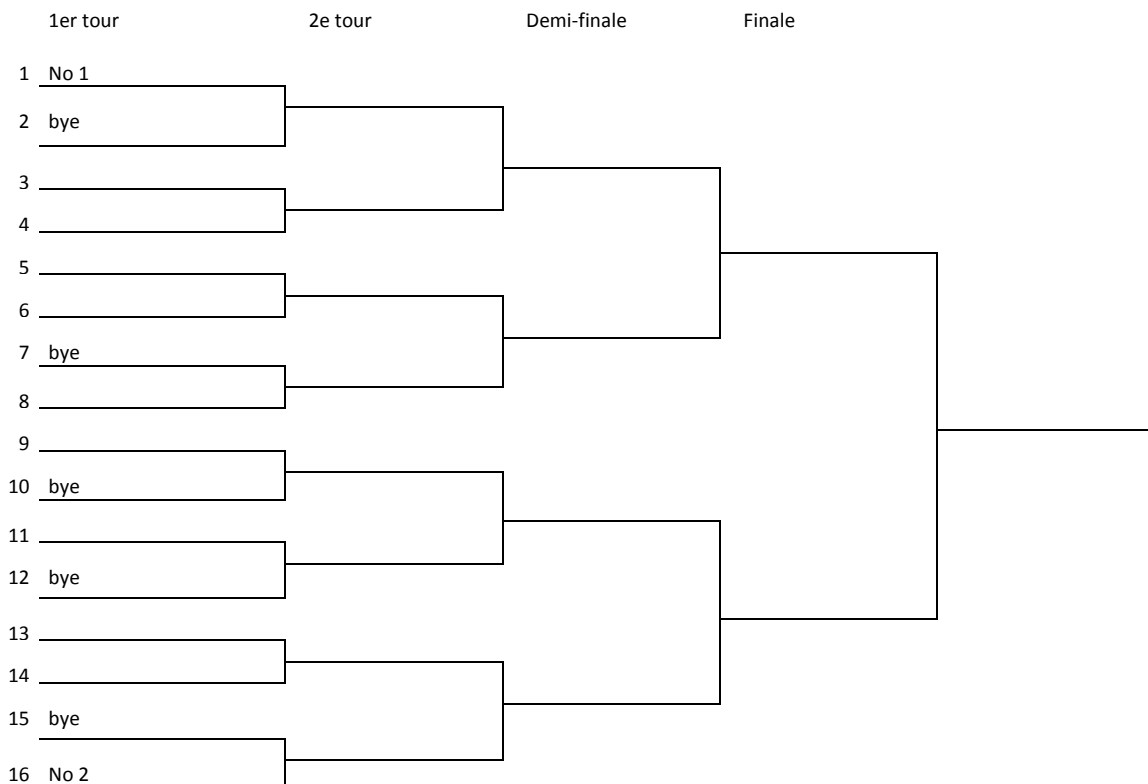 1er tour 2e tour Demi-finale Finale
1 No 1
2 bye
3
4
5
6
7 bye
8
9
10 bye
11
12 bye
13
14
15 bye
16 No 2